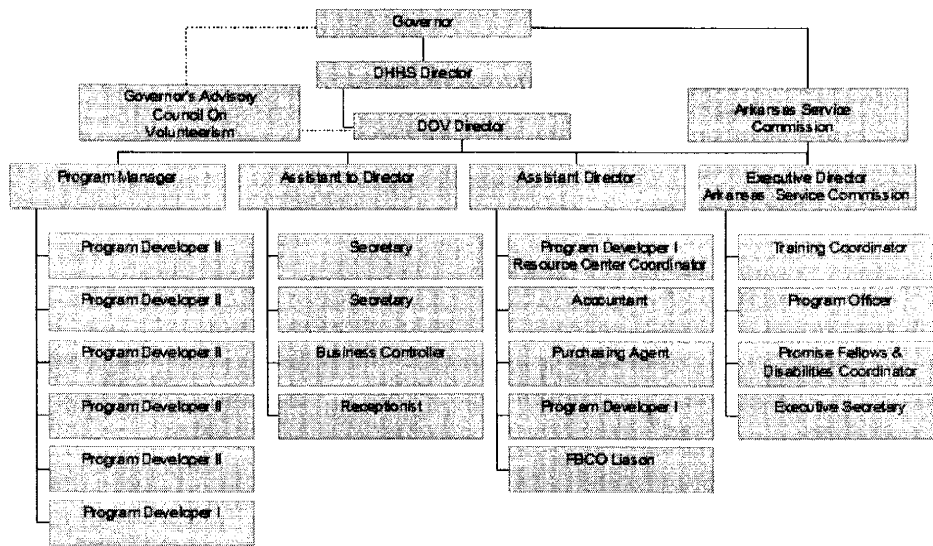 Governor
DHHS Director
Governor's Advisory
Council On
Volunteerism
DOV Director
Arkansas Service
Commission
Program Manager
Assistant to Director
Assistant Director
Executive Director
Arkansas Service Commission
Program Developer II
Program Developer II
Program Developer II
Program Developer II
Program Developer II
Program Developer I
Secretary
Secretary
Business Controller
Receptionist
Program Developer I
Resource Center Coordinator
Accountant
Purchasing Agent
Program Developer I
FBCO Liason
Training Coordinator
Program Officer
Promise Fellows &
Disabilities Coordinator
Executive Secretary